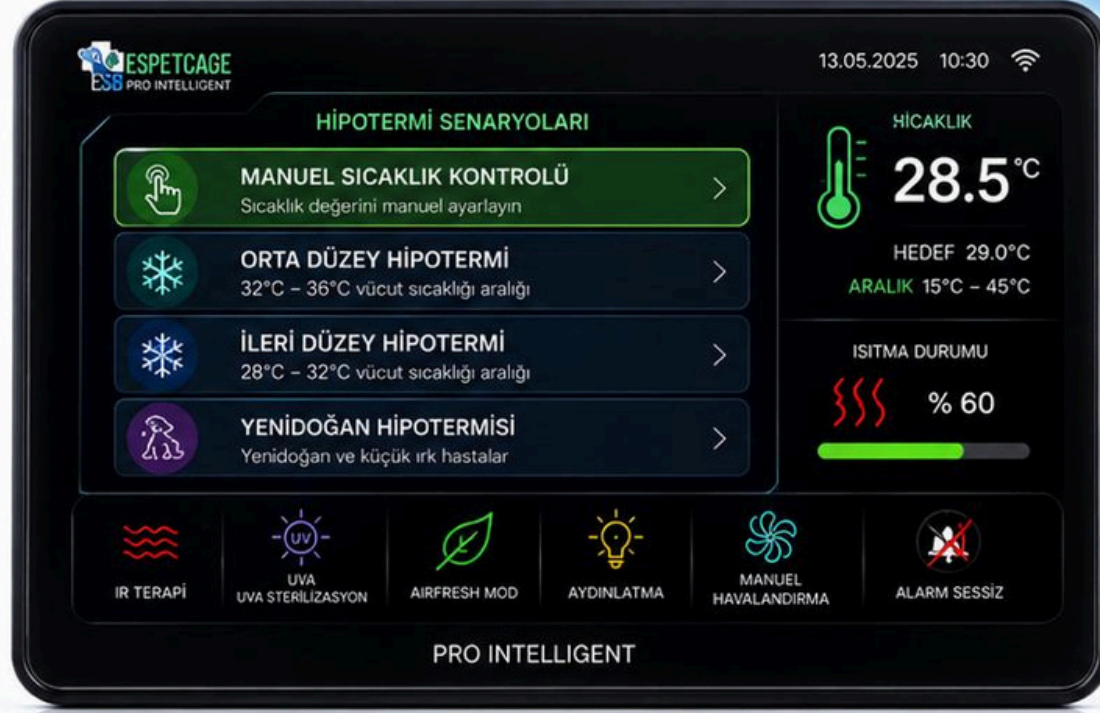 ESPETCAGE
ESB PRO INTELLIGENT
13.05.2025 10:30
HİPOTERMİ SENARYOLARI
MANUEL SICAKLIK KONTROLÜ
Sıcaklık değerini manuel ayarlayın
ORTA DÜZEY HİPOTERMİ
32°C – 36°C vücut sıcaklığı aralığı
İLERİ DÜZEY HİPOTERMİ
28°C – 32°C vücut sıcaklığı aralığı
YENİDOĞAN HİPOTERMİSİ
Yenidoğan ve küçük ırk hastalar
HİCAKLIK
28.5°C
HEDEF 29.0°C
ARALIK 15°C – 45°C
ISITMA DURUMU
% 60
IR TERAPİ
UV
UVA
UVA STERİLİZASYON
AIRFRESH MOD
AYDINLATMA
MANUEL
HAVALANDIRMA
ALARM SESSİZ
PRO INTELLIGENT